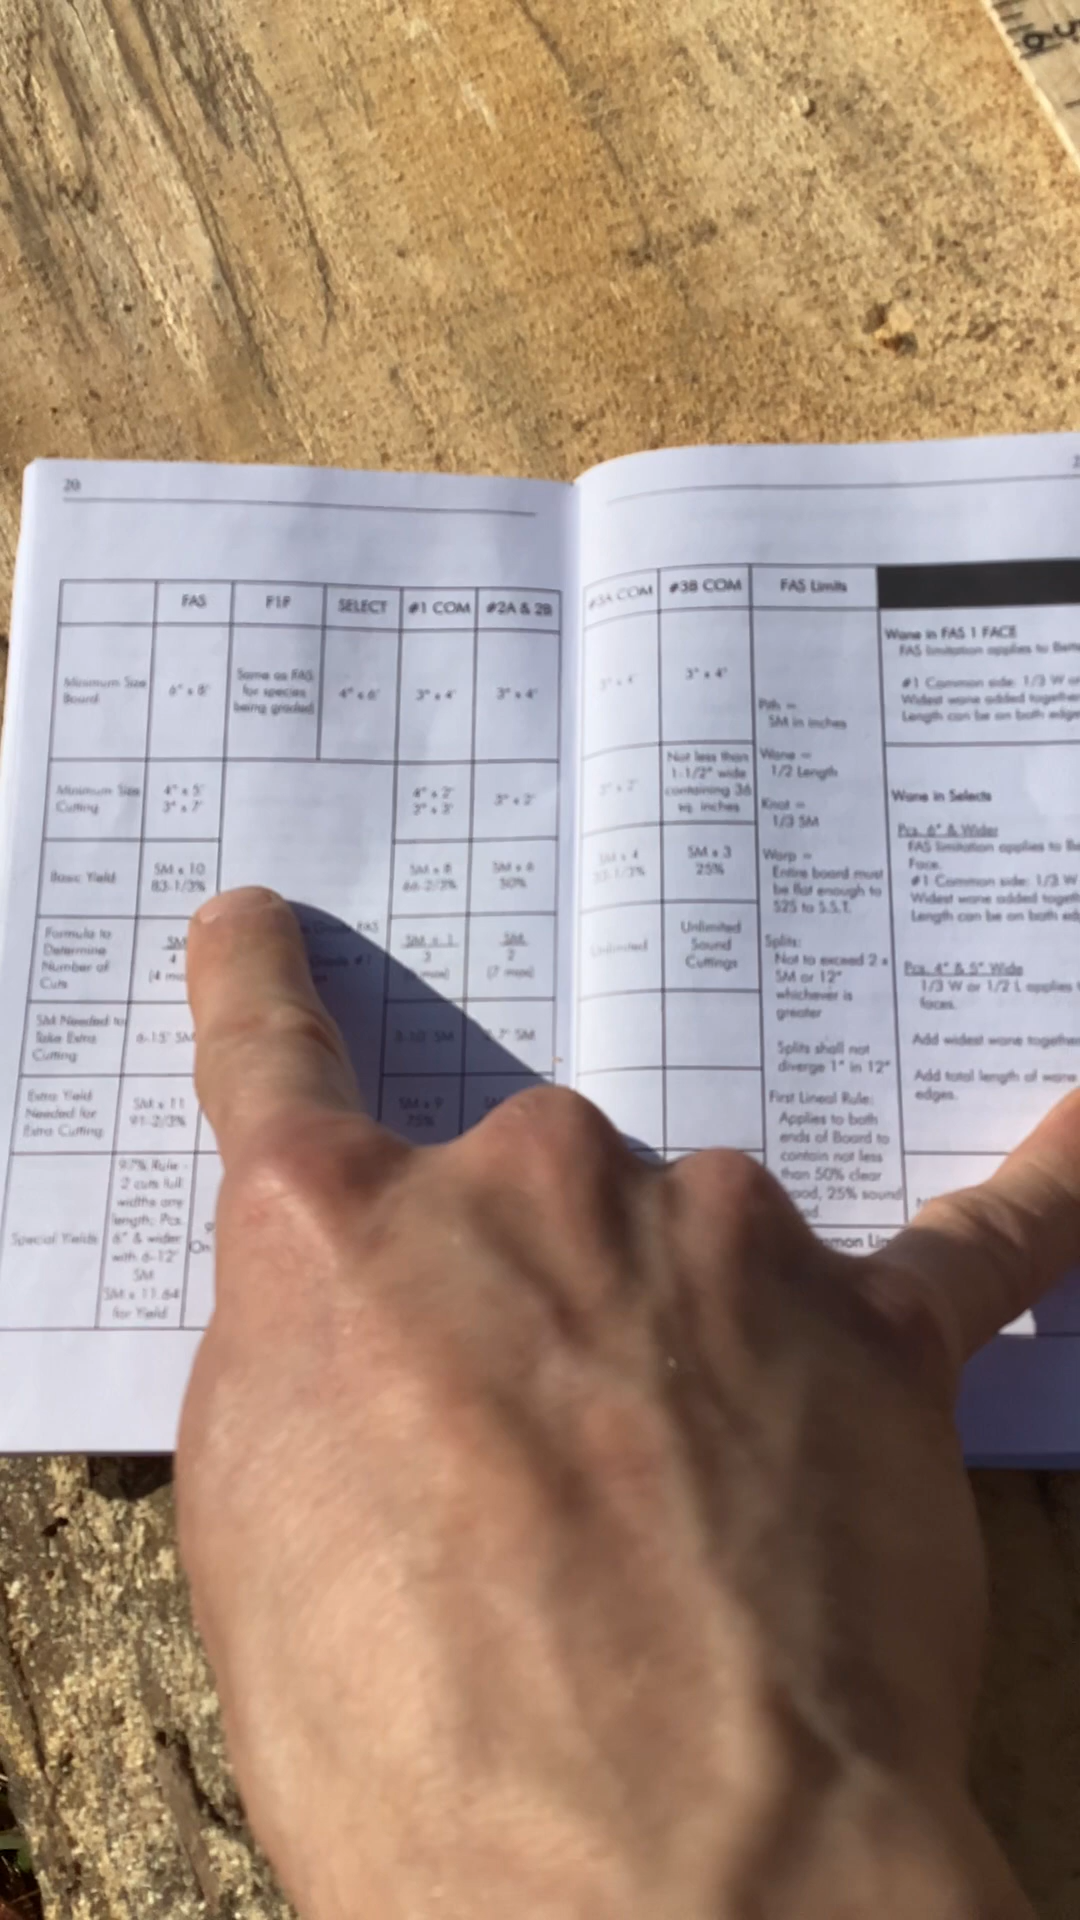 20
FAS
F1F
SELECT
#1 COM
#2A & 2B
Minimum Size
Board
6" x 8'
Same as FAS
for species
being graded
4" x 6'
3" x 4'
3" x 4'
Minimum Size
Cutting
4" x 5'
3" x 7'
4" x 2'
3" x 3'
3" x 2'
Basic Yield
SM x 10
83-1/3%
SM x 8
66-2/3%
SM x 6
50%
Formula to
Determine
Number of
Cuts
SM
4
(4 max)
3
SM
2
(7 max)
SM Needed to
Take Extra
Cutting
6-15' SM
SM
Extra Yield
Needed for
Extra Cutting
SM x 11
91-2/3%
SM x 9
75%
Special Yields
97% Rule -
2 cuts full
widths any
length; Pcs.
6" & wider
with 6-12'
SM
SM x 11.64
for Yield
On
#3A COM
#3B COM
FAS Limits
3" x 4'
3" x 4'
3" x 2'
Not less than
1-1/2" wide
containing 36
sq. inches
SM x 4
33-1/3%
SM x 3
25%
Unlimited
Unlimited
Sound
Cuttings
Pith =
SM in inches
Wane =
1/2 Length
Knot =
1/3 SM
Warp =
Entire board must
be flat enough to
S2S to S.S.T.
Splits:
Not to exceed 2 x
SM or 12"
whichever is
greater
Splits shall not
diverge 1" in 12"
First Lineal Rule:
Applies to both
ends of Board to
contain not less
than 50% clear
25% sound
Wane in FAS 1 FACE
FAS limitation applies to
#1 Common side: 1/3 W or
Widest wane added together
Length can be on both edge
Wane in Selects
Pcs. 6" & Wider
FAS limitation applies to
Face.
#1 Common side: 1/3 W
Widest wane added togeth
Length can be on both ed
Pcs. 4" & 5" Wide
1/3 W or 1/2 L applies
faces.
Add widest wane together
Add total length of wane
edges.